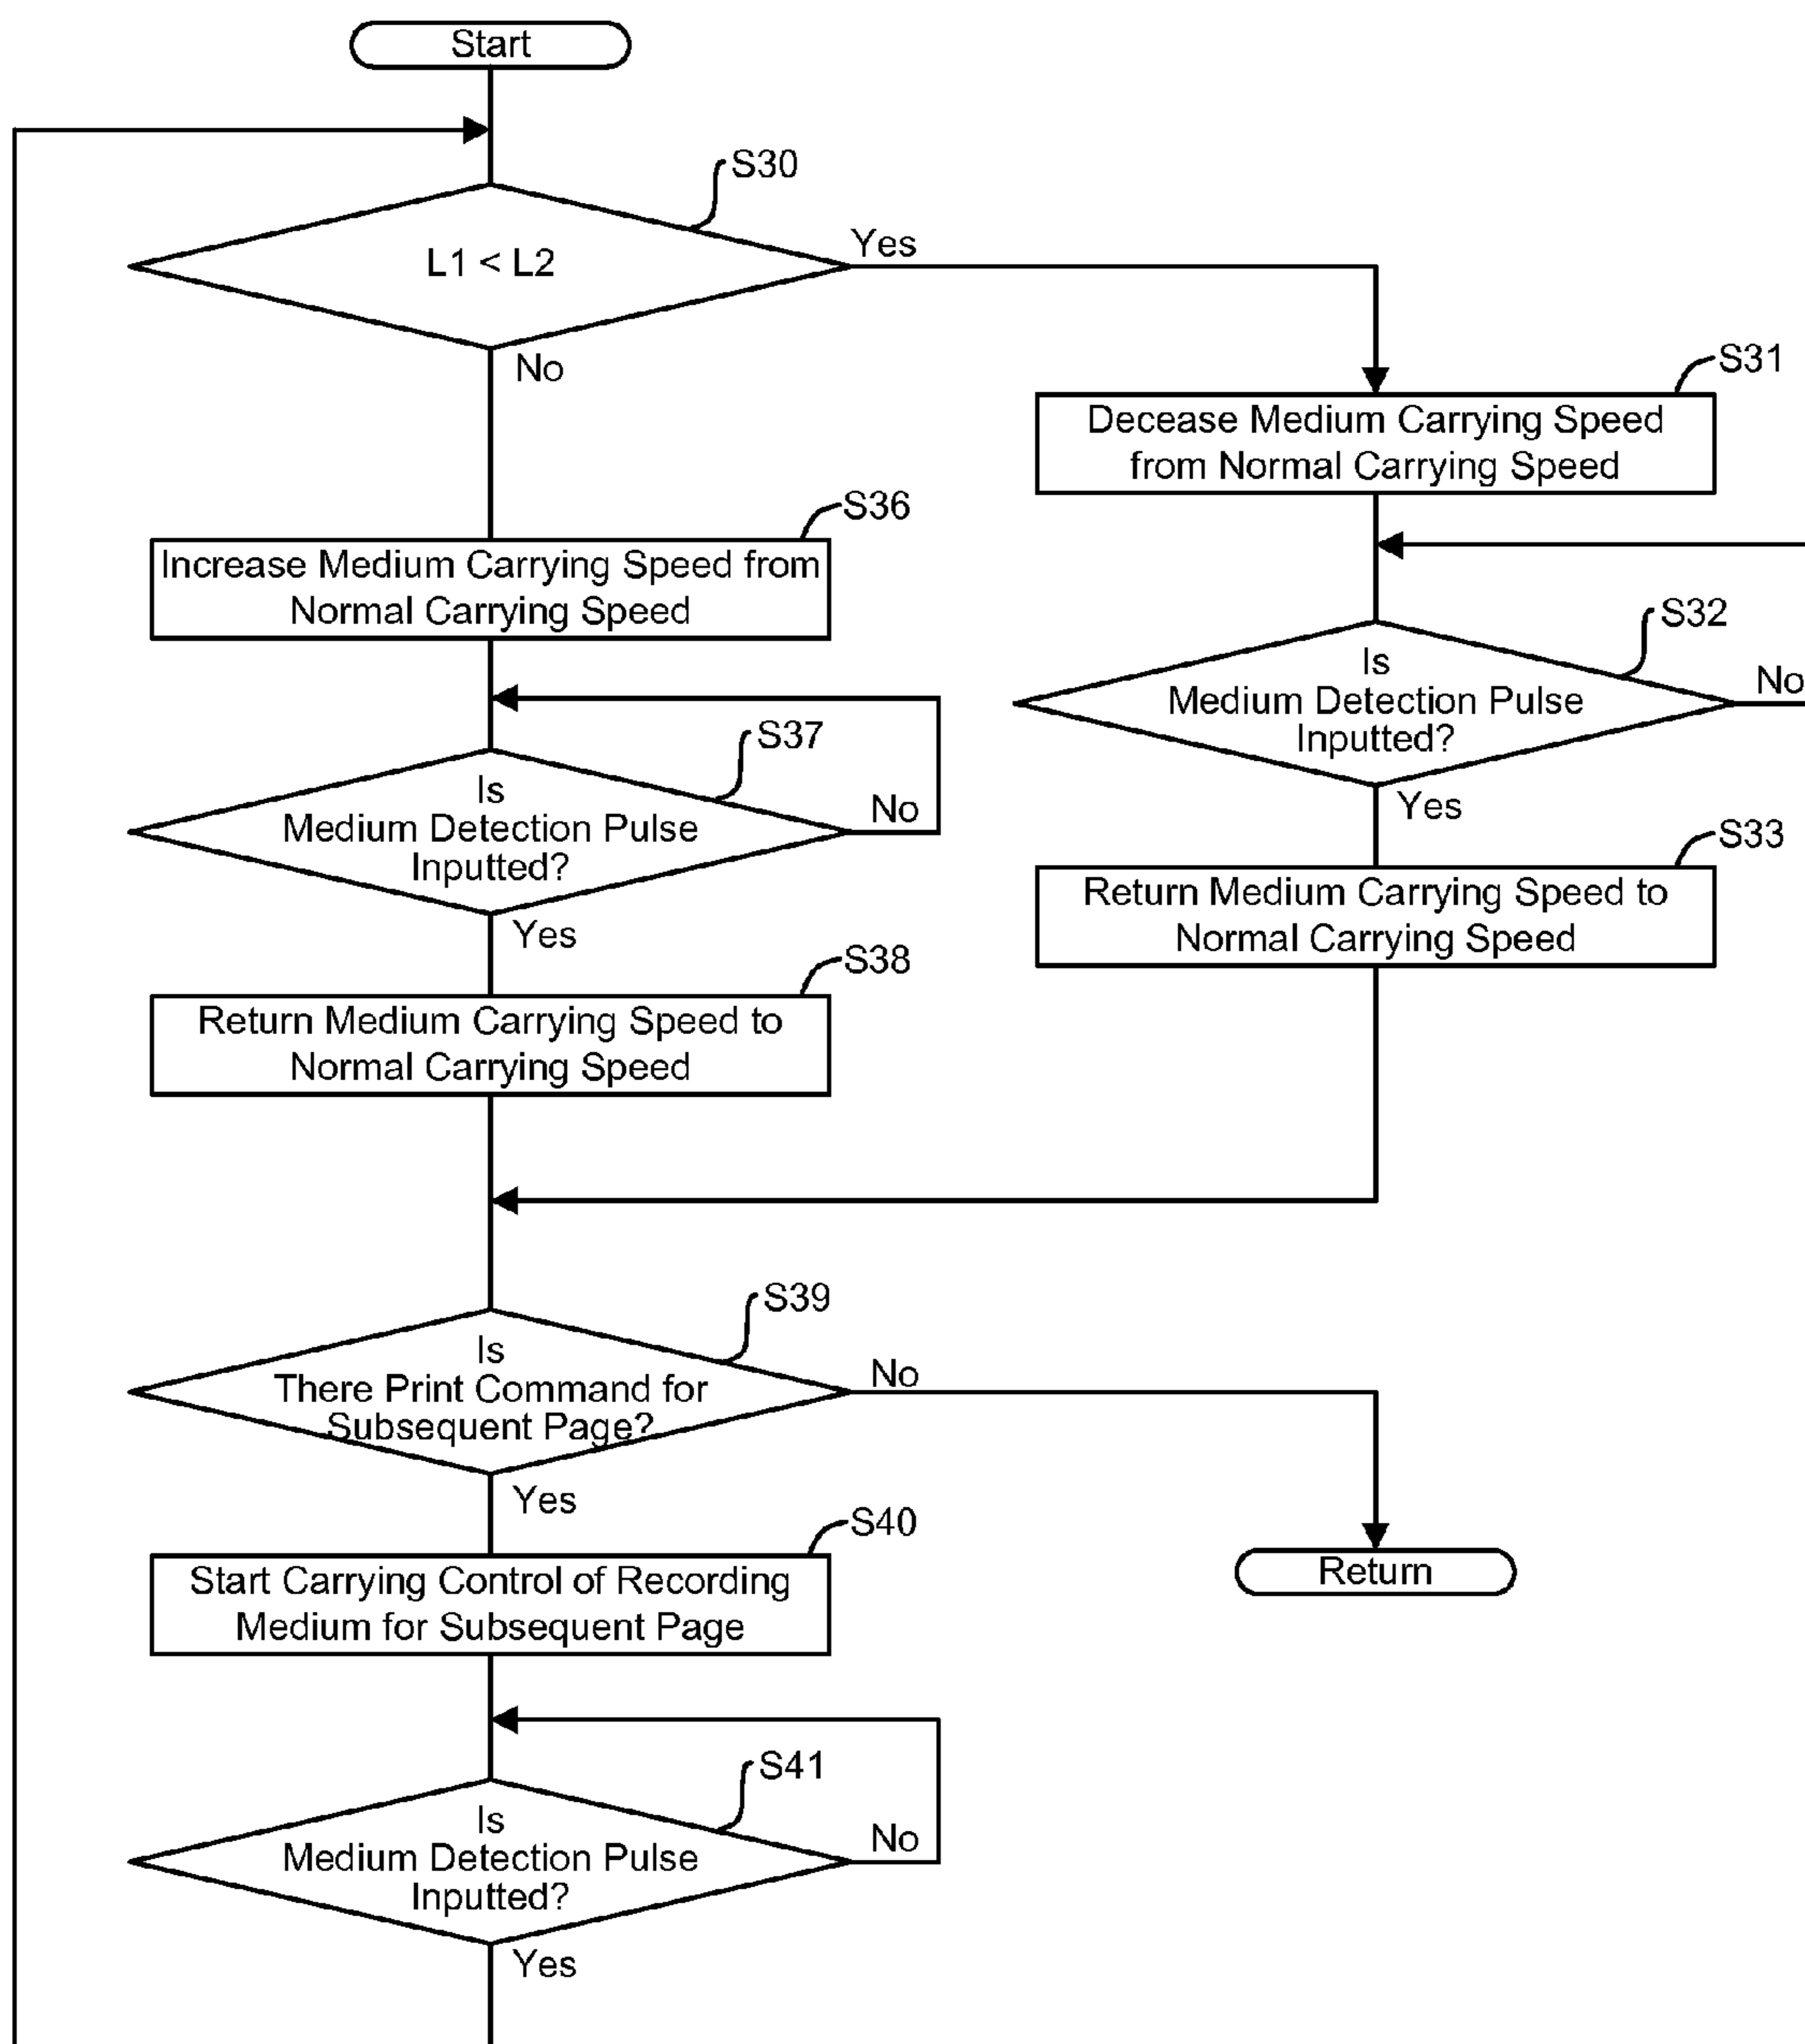 Start
S30
L1 < L2
Yes
No
S31
Decease Medium Carrying Speed
from Normal Carrying Speed
S36
Increase Medium Carrying Speed from
Normal Carrying Speed
S32
Is
Medium Detection Pulse
Inputted?
No
Yes
S37
Is
Medium Detection Pulse
Inputted?
No
Yes
S33
Return Medium Carrying Speed to
Normal Carrying Speed
S38
Return Medium Carrying Speed to
Normal Carrying Speed
S39
Is
There Print Command for
Subsequent Page?
No
Yes
S40
Start Carrying Control of Recording
Medium for Subsequent Page
Return
S41
Is
Medium Detection Pulse
Inputted?
No
Yes